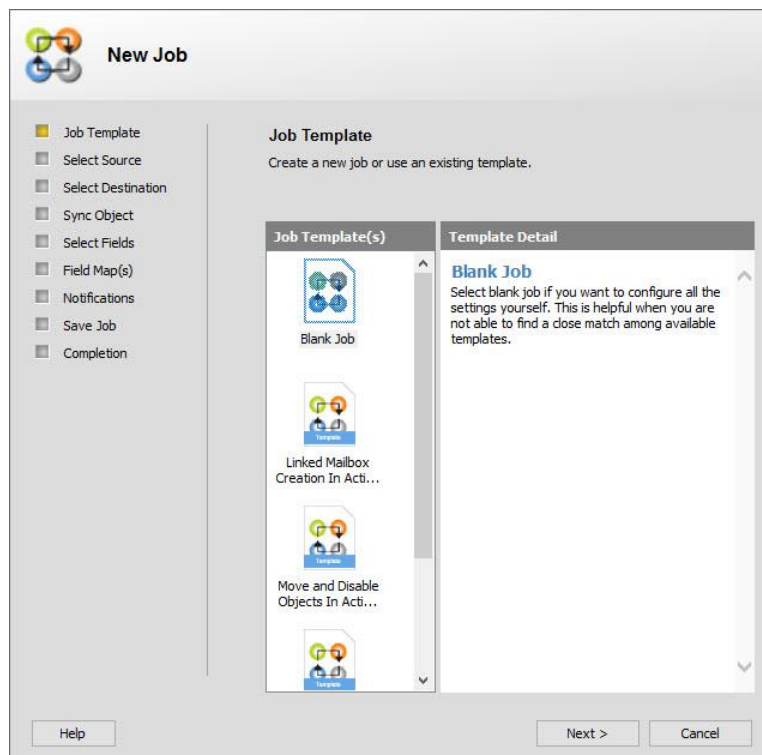 New Job
Job Template
Select Source
Select Destination
Sync Object
Select Fields
Field Map(s)
Notifications
Save Job
Completion
Job Template
Create a new job or use an existing template.
Job Template(s)
Blank Job
Template
Linked Mailbox
Creation In Acti...
Template
Move and Disable
Objects In Acti...
Template
Template Detail
Blank Job
Select blank job if you want to configure all the
settings yourself. This is helpful when you are
not able to find a close match among available
templates.
Help
Next >
Cancel